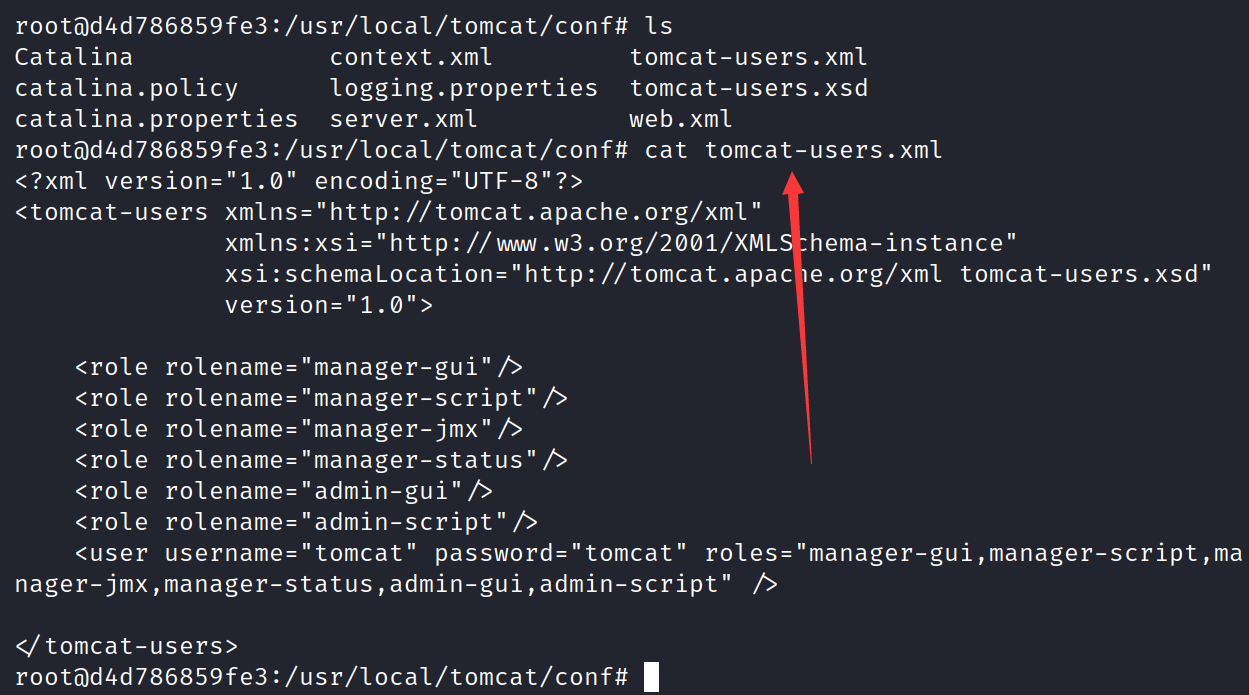 root@d4d786859fe3:/usr/local/tomcat/conf# ls
Catalina             context.xml         tomcat-users.xml
catalina.policy      logging.properties  tomcat-users.xsd
catalina.properties  server.xml          web.xml
root@d4d786859fe3:/usr/local/tomcat/conf# cat tomcat-users.xml
<?xml version="1.0" encoding="UTF-8"?>
<tomcat-users xmlns="http://tomcat.apache.org/xml"
              xmlns:xsi="http://www.w3.org/2001/XMLSchema-instance"
              xsi:schemaLocation="http://tomcat.apache.org/xml tomcat-users.xsd"
              version="1.0">

    <role rolename="manager-gui"/>
    <role rolename="manager-script"/>
    <role rolename="manager-jmx"/>
    <role rolename="manager-status"/>
    <role rolename="admin-gui"/>
    <role rolename="admin-script"/>
    <user username="tomcat" password="tomcat" roles="manager-gui,manager-script,ma
nager-jmx,manager-status,admin-gui,admin-script" />

</tomcat-users>
root@d4d786859fe3:/usr/local/tomcat/conf#